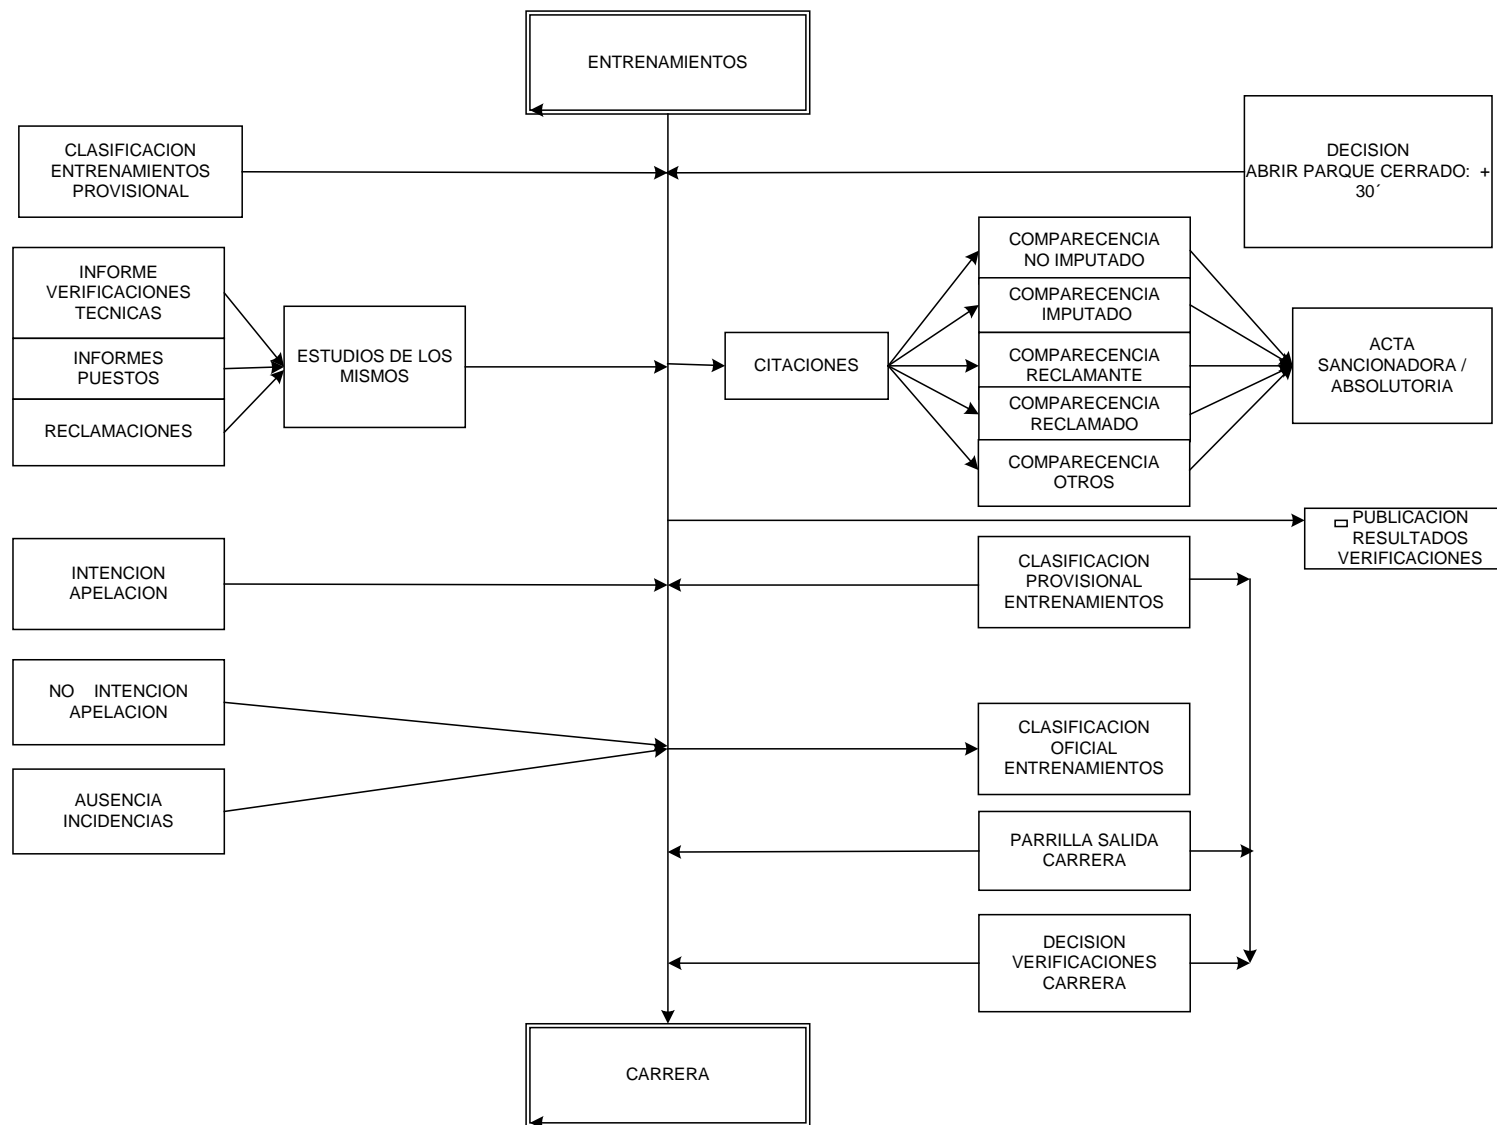 ENTRENAMIENTOS
CLASIFICACION
ENTRENAMIENTOS
PROVISIONAL
DECISION
ABRIR PARQUE CERRADO: +
30´
INFORME
VERIFICACIONES
TECNICAS
INFORMES
PUESTOS
RECLAMACIONES
ESTUDIOS DE LOS
MISMOS
CITACIONES
COMPARECENCIA
NO IMPUTADO
COMPARECENCIA
IMPUTADO
COMPARECENCIA
RECLAMANTE
COMPARECENCIA
RECLAMADO
COMPARECENCIA
OTROS
ACTA
SANCIONADORA /
ABSOLUTORIA
PUBLICACION
RESULTADOS
VERIFICACIONES
INTENCION
APELACION
CLASIFICACION
PROVISIONAL
ENTRENAMIENTOS
NO INTENCION
APELACION
CLASIFICACION
OFICIAL
ENTRENAMIENTOS
AUSENCIA
INCIDENCIAS
PARRILLA SALIDA
CARRERA
DECISION
VERIFICACIONES
CARRERA
CARRERA